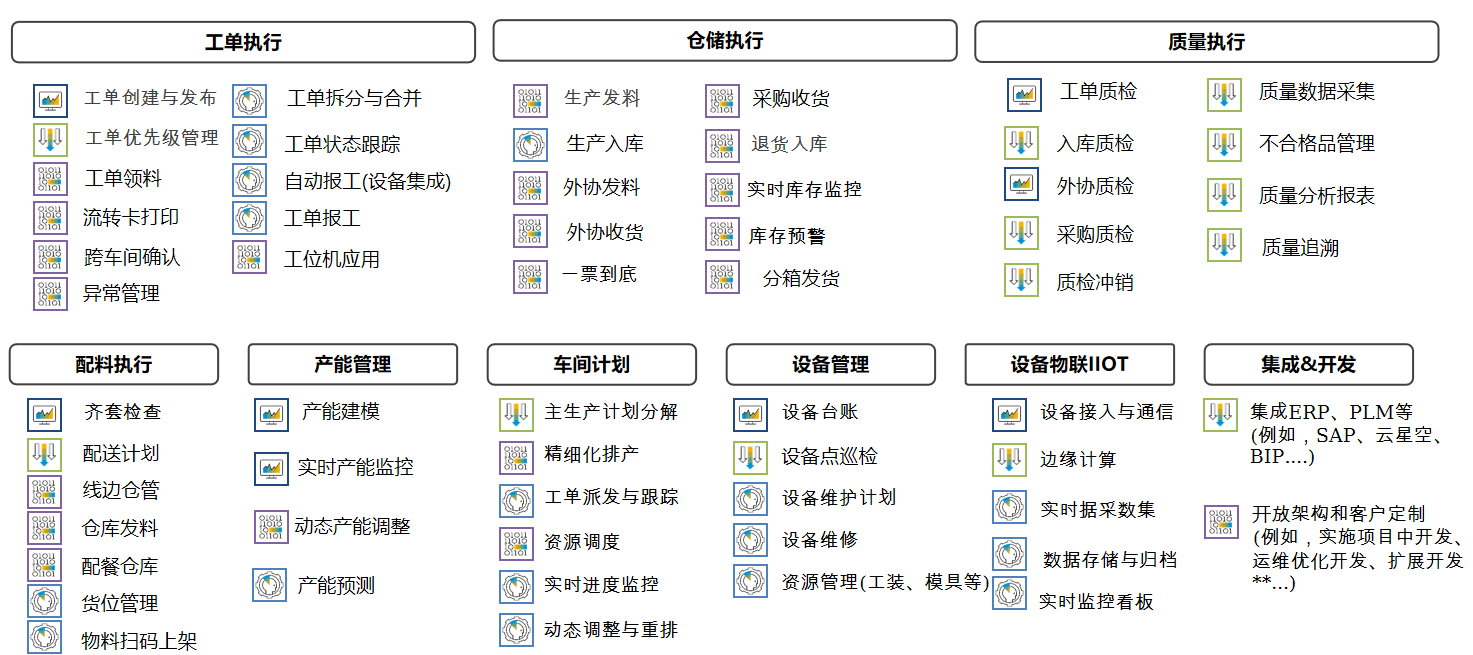 工单执行
工单创建与发布
工单优先级管理
工单领料
流转卡打印
跨车间确认
异常管理
工单拆分与合并
工单状态跟踪
自动报工(设备集成)
工单报工
工位机应用
仓储执行
生产发料
生产入库
外协发料
外协收货
一票到底
采购收货
退货入库
实时库存监控
库存预警
分箱发货
质量执行
工单质检
入库质检
外协质检
采购质检
质检冲销
质量数据采集
不合格品管理
质量分析报表
质量追溯
配料执行
齐套检查
配送计划
线边仓管
仓库发料
配餐仓库
货位管理
物料扫码上架
产能管理
产能建模
实时产能监控
动态产能调整
产能预测
车间计划
主生产计划分解
精细化排产
工单派发与跟踪
资源调度
实时进度监控
动态调整与重排
设备管理
设备台账
设备点巡检
设备维护计划
设备维修
资源管理(工装、模具等)
设备物联IIOT
设备接入与通信
边缘计算
实时据采数集
数据存储与归档
实时监控看板
集成&开发
集成ERP、PLM等
(例如，SAP、云星空、
BIP....)
开放架构和客户定制
(例如，实施项目中开发、
运维优化开发、扩展开发
**...)